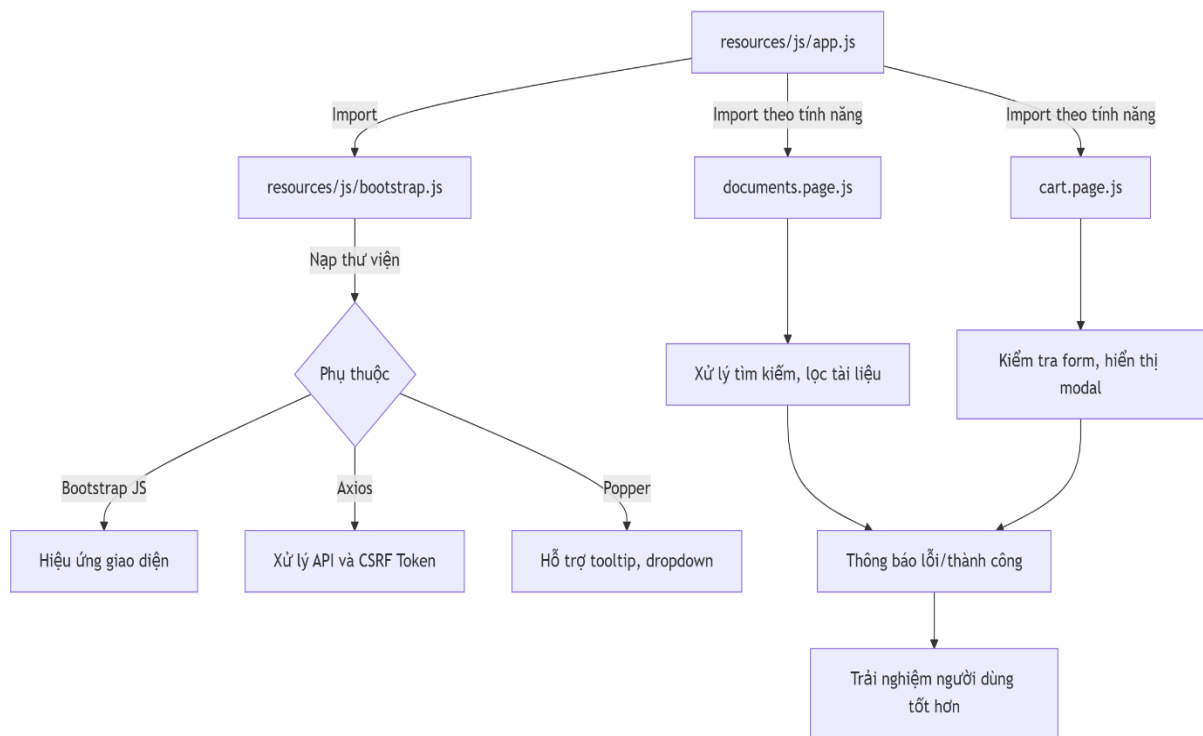 resources/js/app.js
Import
Import theo tính năng
Import theo tính năng
resources/js/bootstrap.js
documents.page.js
cart.page.js
Nạp thư viện
Phụ thuộc
Xử lý tìm kiếm, lọc tài liệu
Kiểm tra form, hiển thị
modal
Bootstrap JS
Axios
Popper
Hiệu ứng giao diện
Xử lý API và CSRF Token
Hỗ trợ tooltip, dropdown
Thông báo lỗi/thành công
Trải nghiệm người dùng
tốt hơn